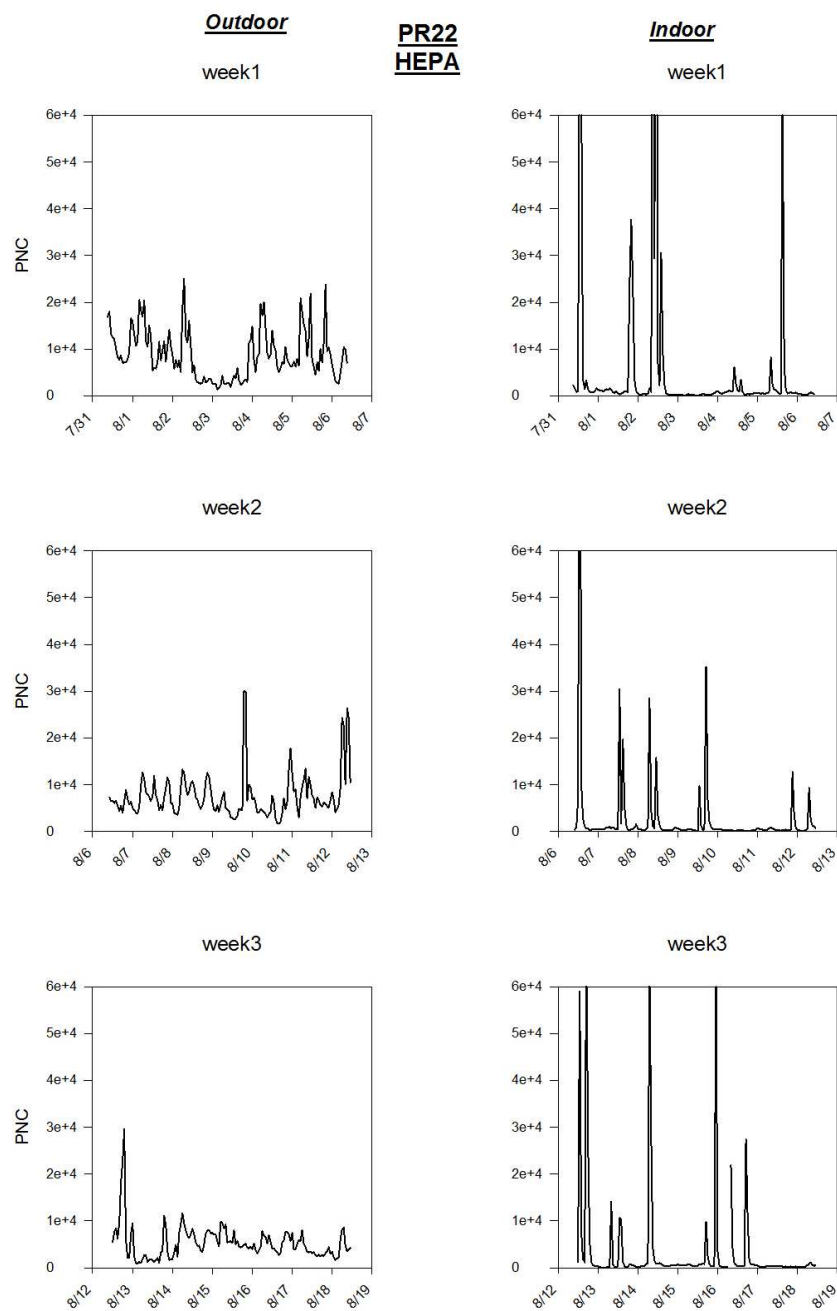 Outdoor
PR22
HEPA
Indoor
week1
week1
6e+4
5e+4
4e+4
3e+4
2e+4
1e+4
0
PNC
7/31
8/1
8/2
8/3
8/4
8/5
8/6
8/7
6e+4
5e+4
4e+4
3e+4
2e+4
1e+4
0
7/31
8/1
8/2
8/3
8/4
8/5
8/6
8/7
week2
week2
6e+4
5e+4
4e+4
3e+4
2e+4
1e+4
0
PNC
8/6
8/7
8/8
8/9
8/10
8/11
8/12
8/13
6e+4
5e+4
4e+4
3e+4
2e+4
1e+4
0
8/6
8/7
8/8
8/9
8/10
8/11
8/12
8/13
week3
week3
6e+4
5e+4
4e+4
3e+4
2e+4
1e+4
0
PNC
8/12
8/13
8/14
8/15
8/16
8/17
8/18
8/19
6e+4
5e+4
4e+4
3e+4
2e+4
1e+4
0
8/12
8/13
8/14
8/15
8/16
8/17
8/18
8/19